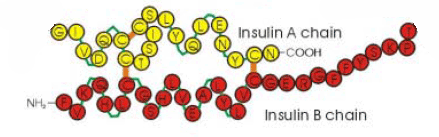 G I V D Q C C T S I C S L Y Q L E N Y C N –COOH
Insulin A chain
NH₂– F V K Q H L C G S H L V E A L Y L V C G E R G F F Y S K P T
Insulin B chain